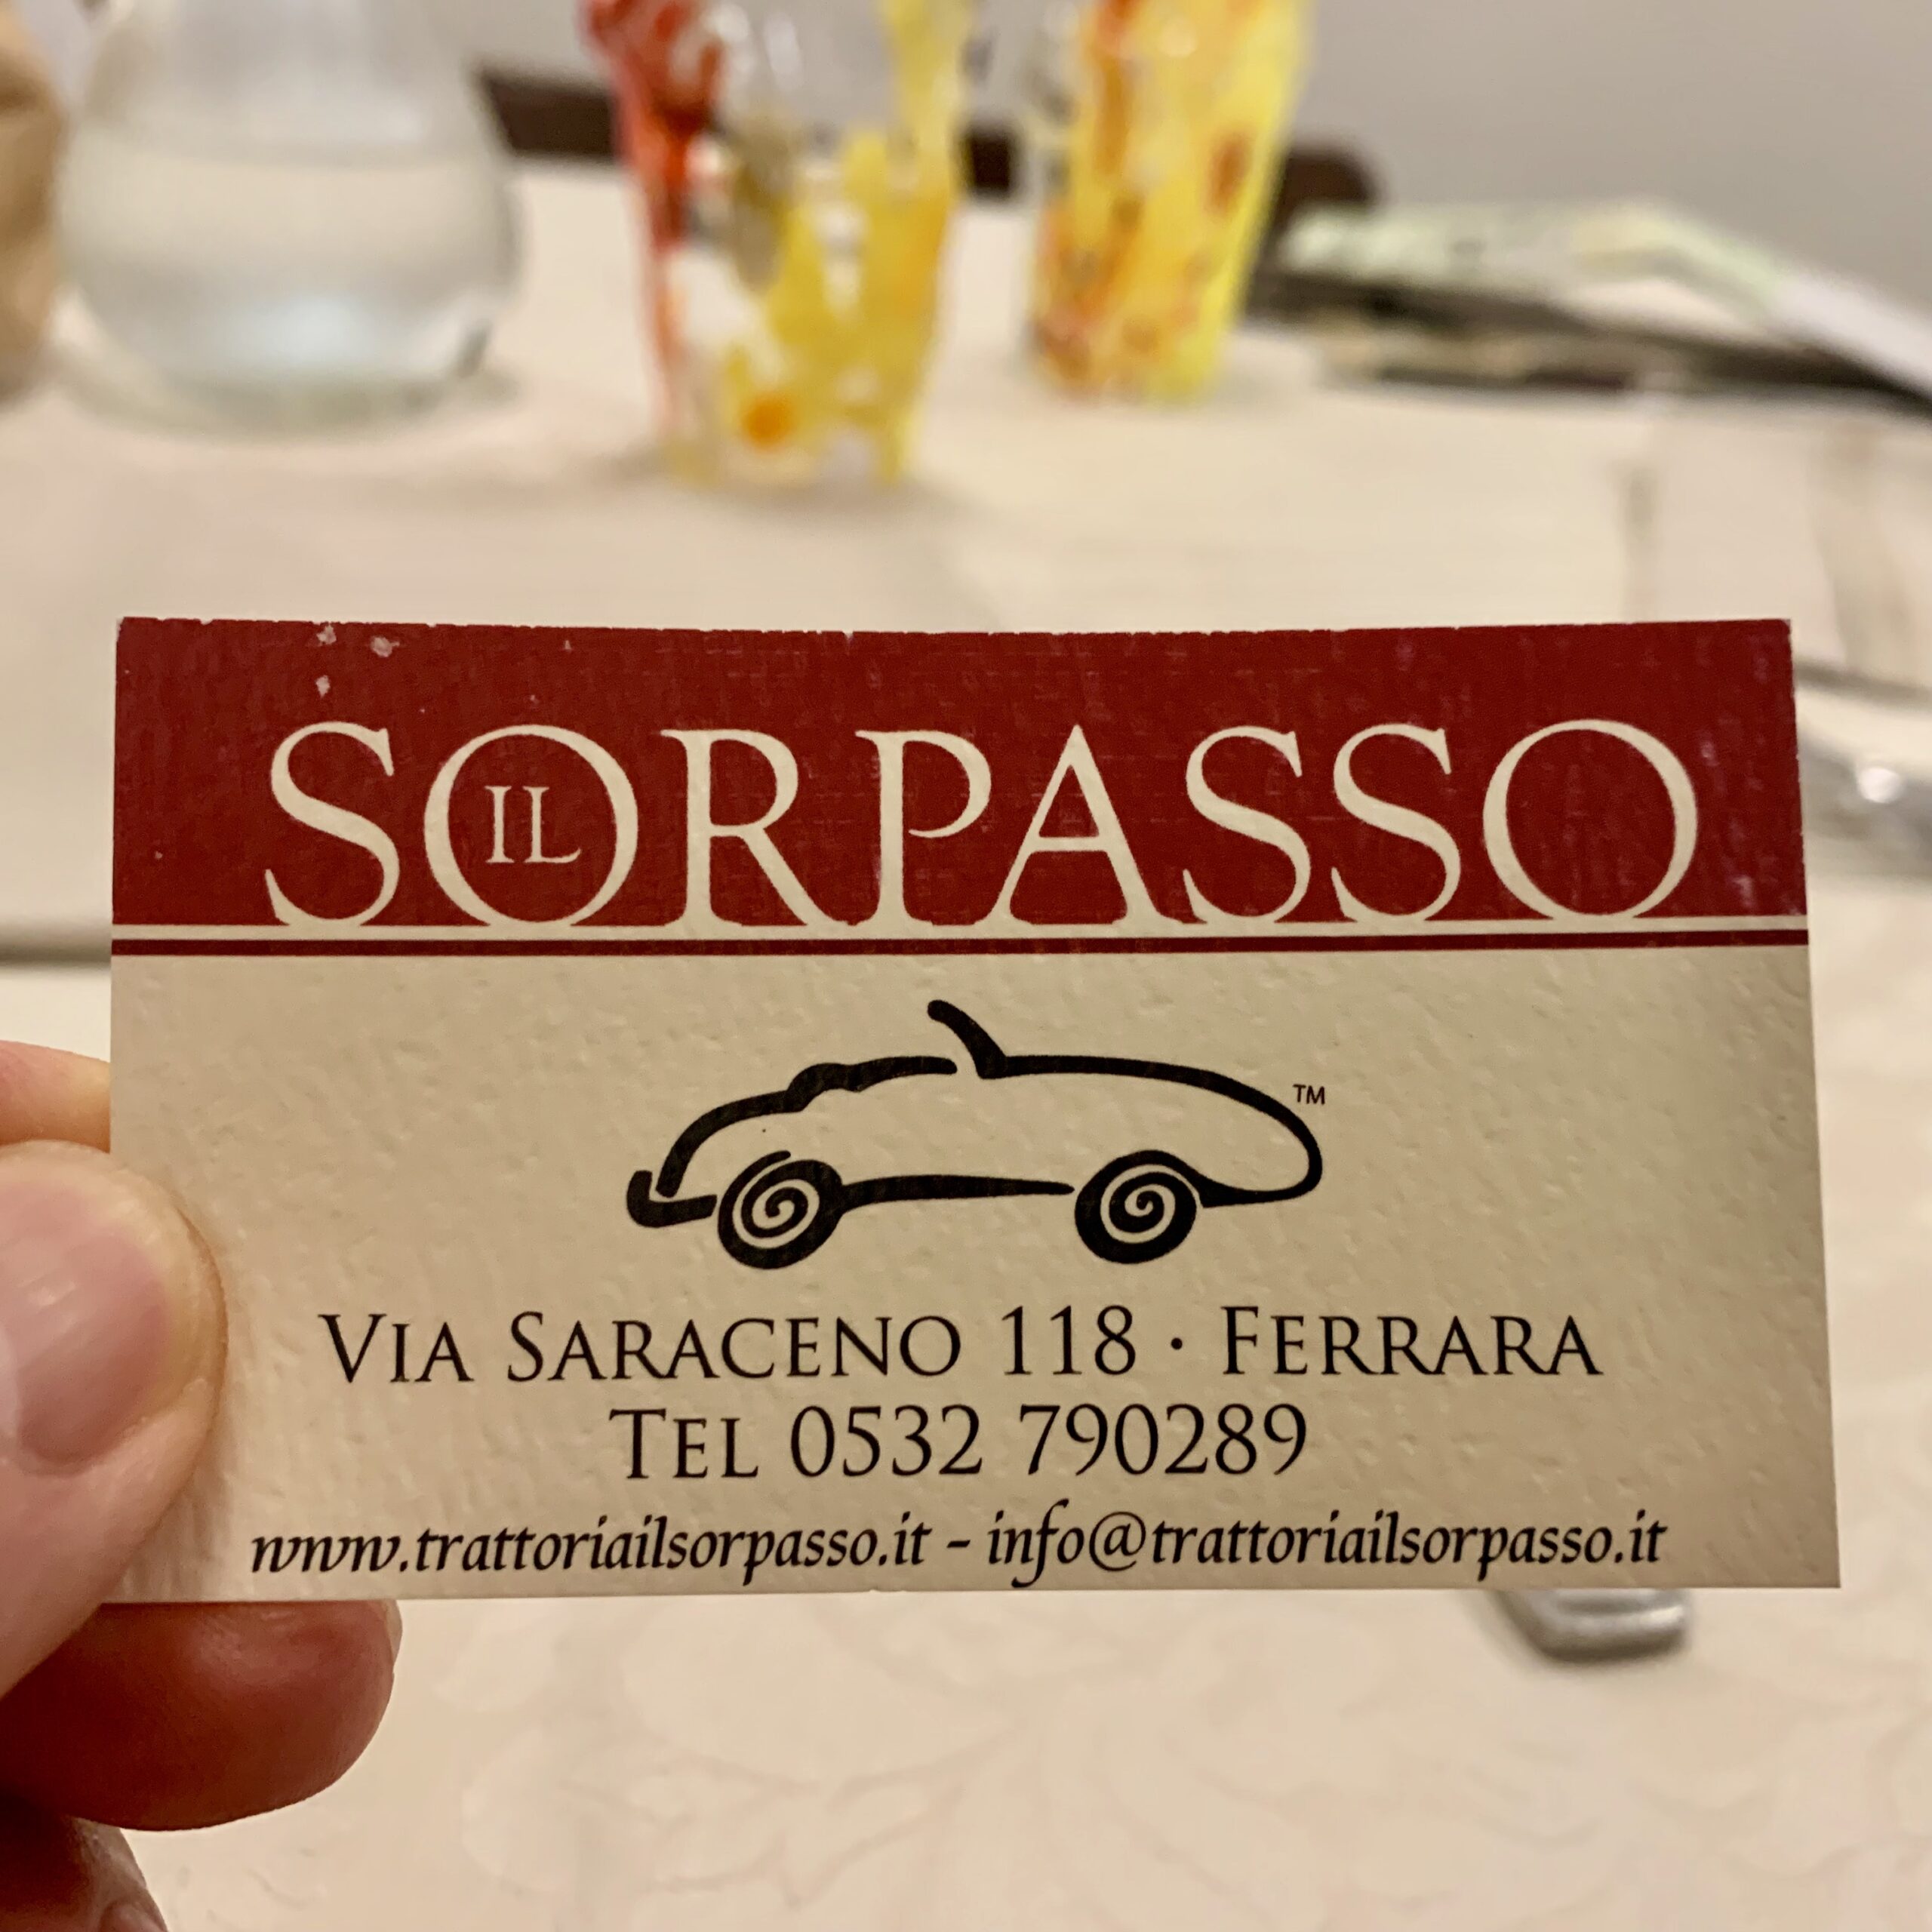 IL SORPASSO
TM
VIA SARACENO 118 · FERRARA
TEL 0532 790289
www.trattoriailsorpasso.it - info@trattoriailsorpasso.it